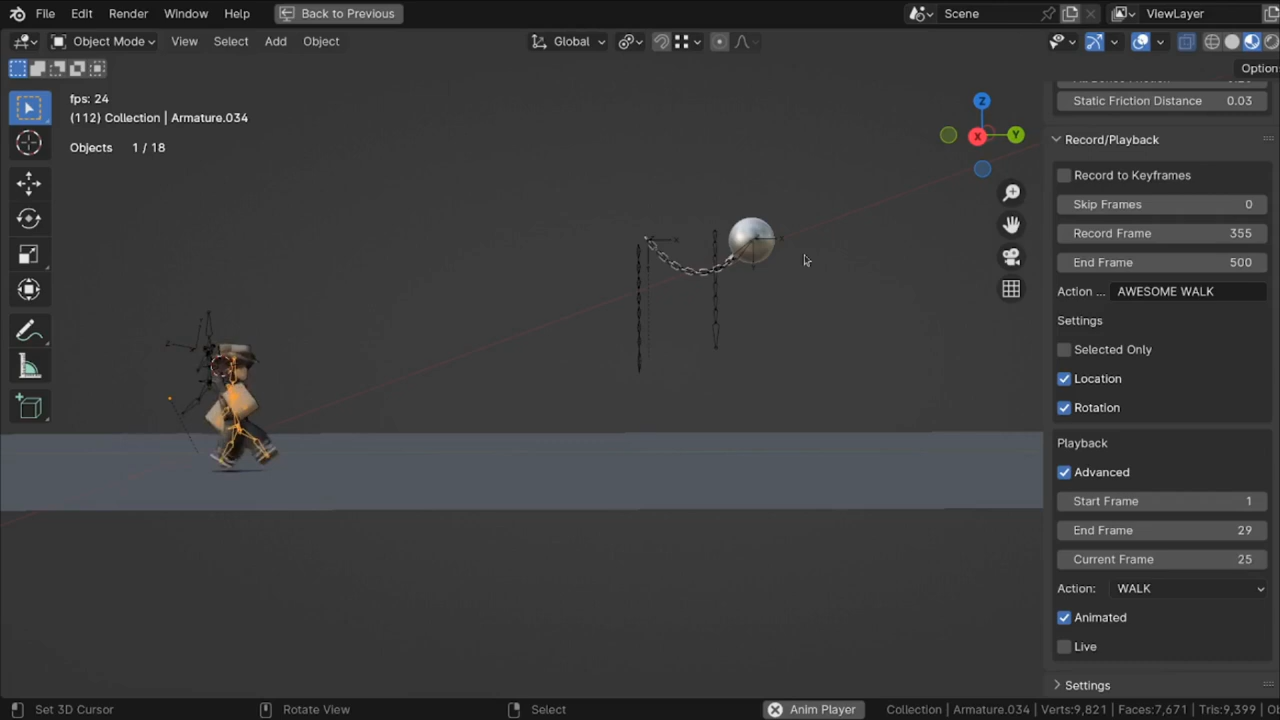 File Edit Render Window Help Back to Previous Scene ViewLayer
Object Mode View Select Add Object Global
Option
fps: 24
(112) Collection | Armature.034
Objects 1 / 18
Z
X
Y
Static Friction Distance 0.03
Record/Playback
Record to Keyframes
Skip Frames 0
Record Frame 355
End Frame 500
Action ... AWESOME WALK
Settings
Selected Only
Location
Rotation
Playback
Advanced
Start Frame 1
End Frame 29
Current Frame 25
Action: WALK
Animated
Live
Settings
Set 3D Cursor Rotate View Select Anim Player Collection | Armature.034 | Verts:9,821 | Faces:7,671 | Tris:9,399 |